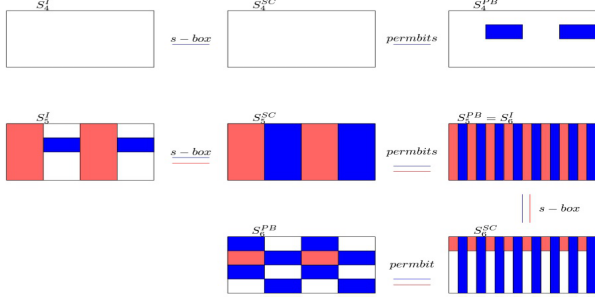 S_4^I S_4^{SC} S_4^{PB}
s − box permbits
S_5^I S_5^{SC} S_5^{PB} = S_6^I
s − box permbits
s − box
S_6^{PB} S_6^{SC}
permbit